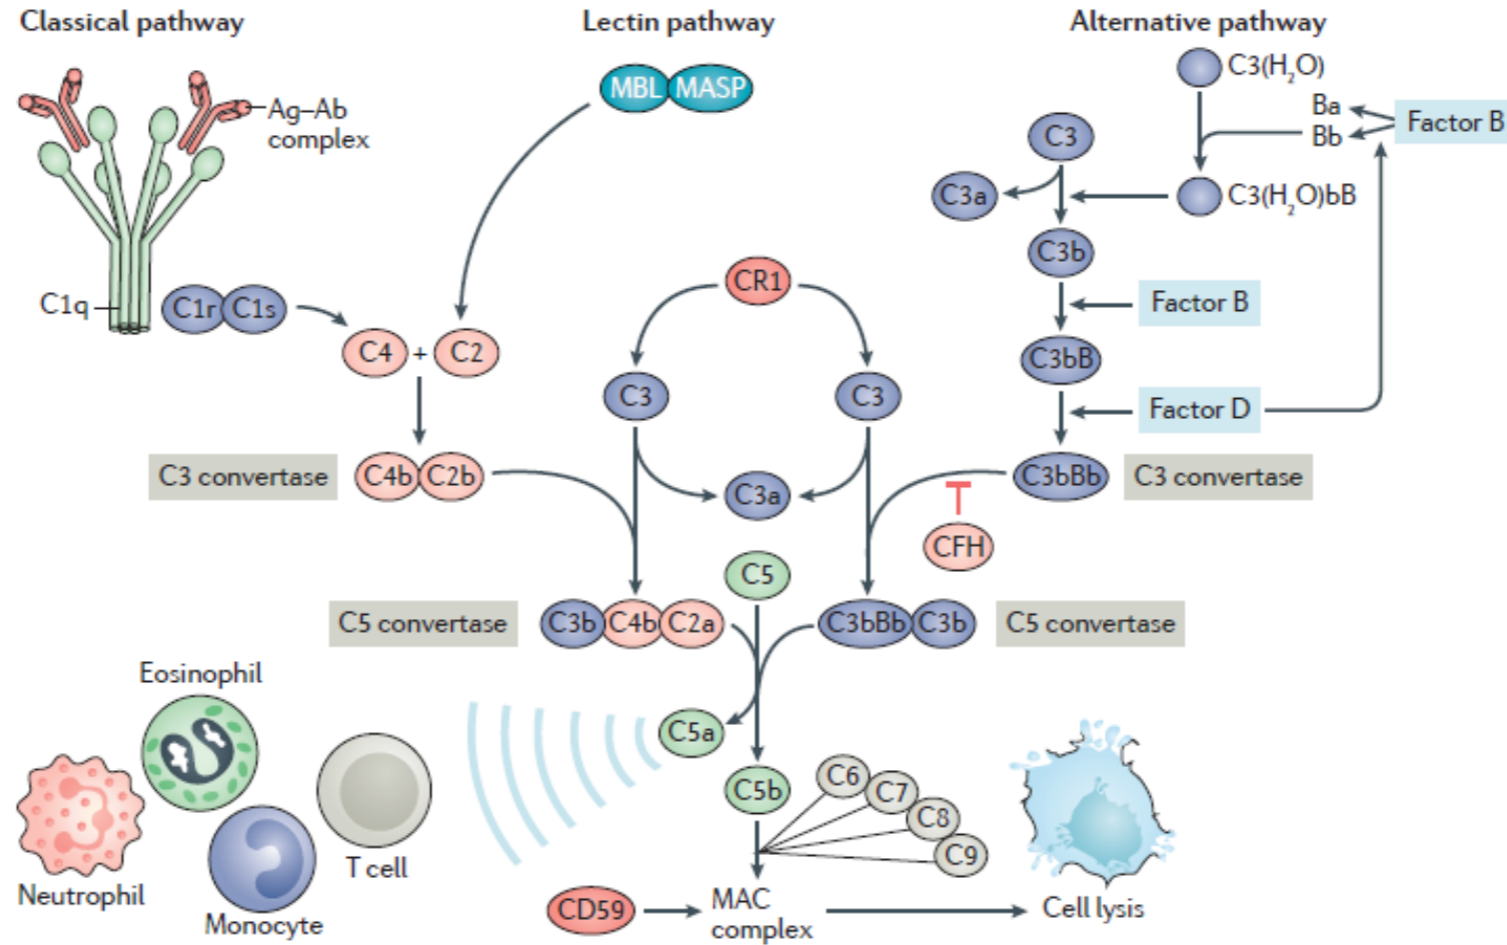 Classical pathway
Lectin pathway
Alternative pathway
Ag–Ab
complex
C1q
C1r C1s
MBL MASP
C4 + C2
C3 convertase
C4b C2b
CR1
C3
C3
C3a
C3(H₂O)
Ba
Bb
Factor B
C3
C3a
C3(H₂O)bB
C3b
Factor B
C3bB
Factor D
C3bBb
C3 convertase
CFH
C5
C5 convertase
C3b C4b C2a
C3bBb C3b
C5 convertase
C5a
C5b
C6
C7
C8
C9
Eosinophil
Neutrophil
Monocyte
T cell
CD59
MAC
complex
Cell lysis